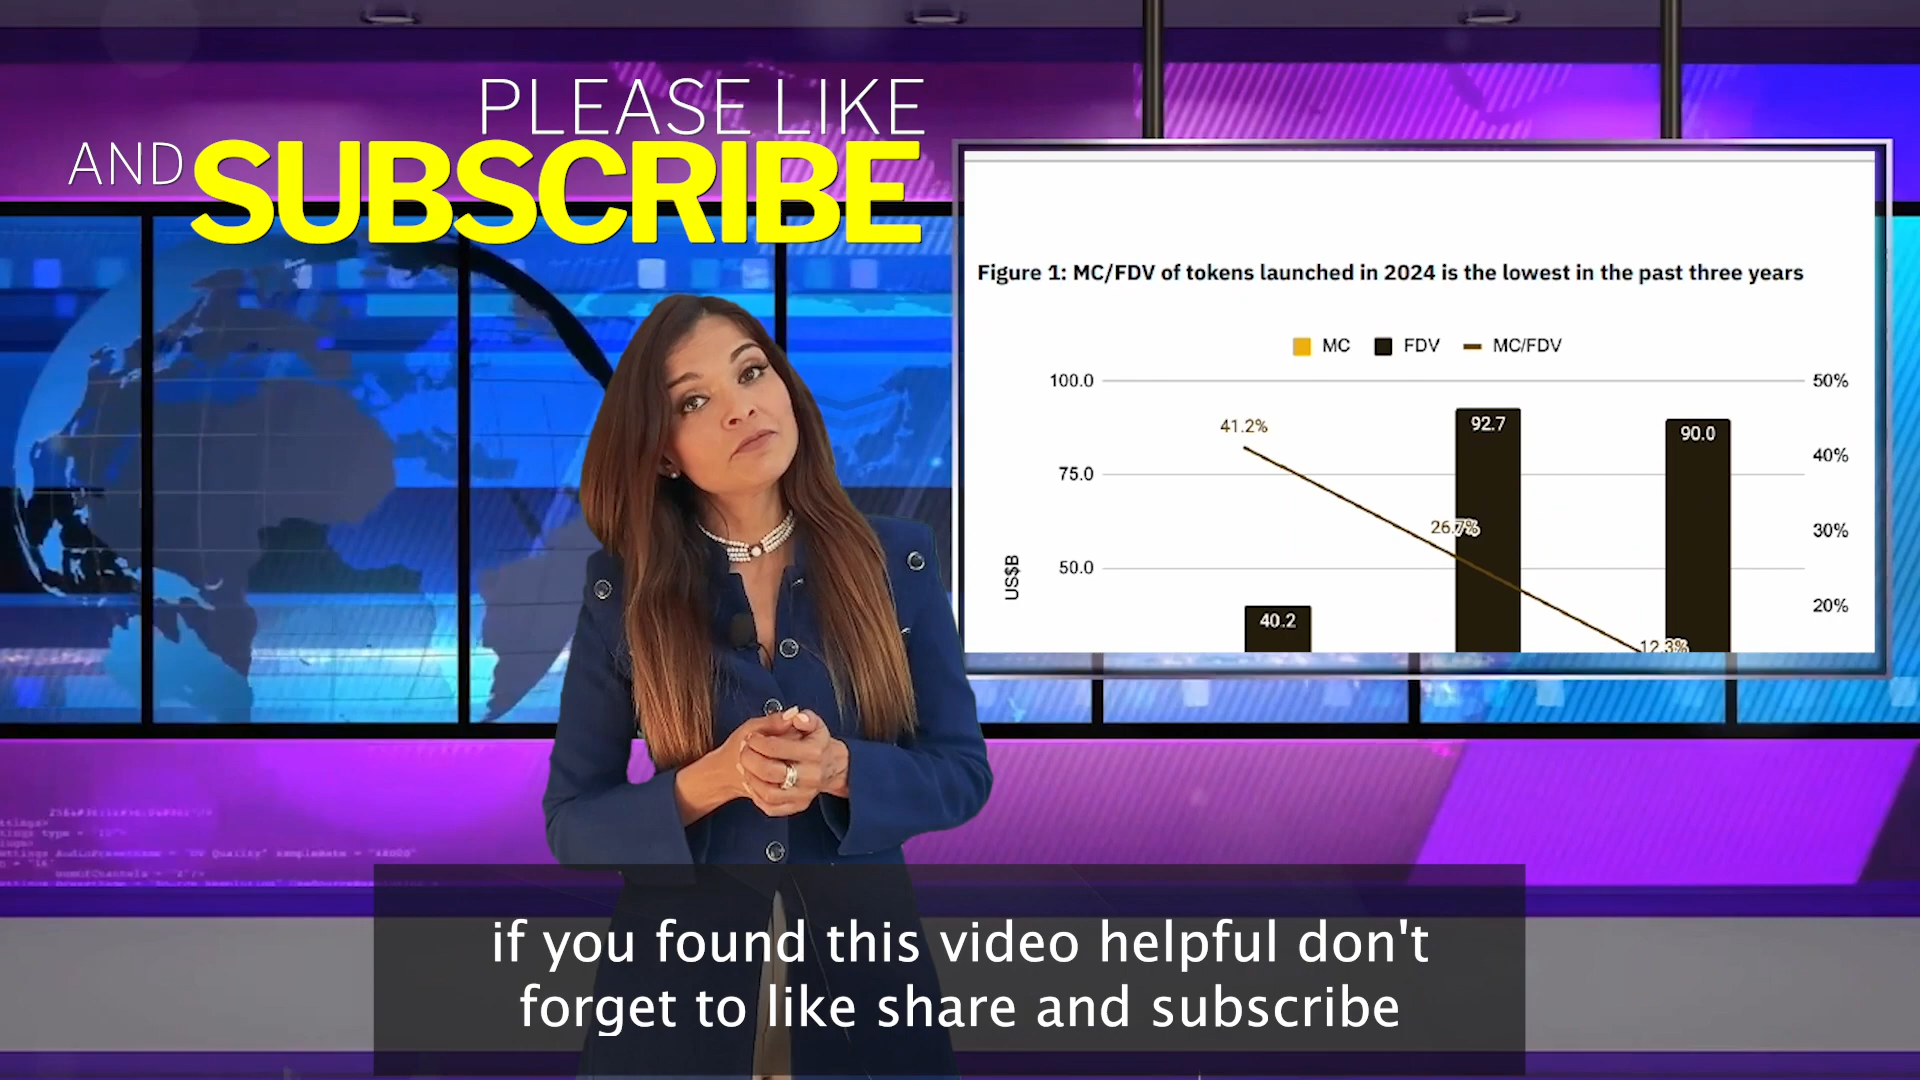 PLEASE LIKE
AND SUBSCRIBE
Figure 1: MC/FDV of tokens launched in 2024 is the lowest in the past three years
MC FDV MC/FDV
100.0 50%
41.2% 92.7 90.0
40%
75.0
26.7% 30%
US$B 50.0
20%
40.2
12.3%
if you found this video helpful don't
forget to like share and subscribe